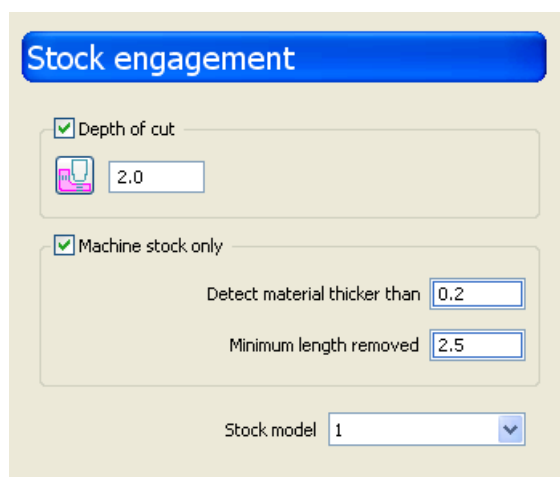 Stock engagement
Depth of cut
2.0
Machine stock only
Detect material thicker than 0.2
Minimum length removed 2.5
Stock model 1